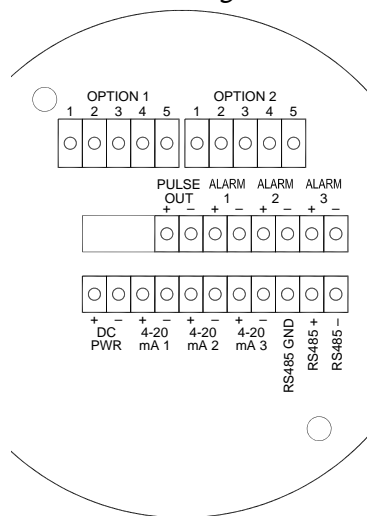 OPTION 1 OPTION 2
1 2 3 4 5 1 2 3 4 5
PULSE ALARM ALARM ALARM
OUT 1 2 3
+ – + – + – + –
+ – + – + – + –
DC 4-20 4-20 4-20
PWR mA 1 mA 2 mA 3
RS485 GND
RS485 +
RS485 –